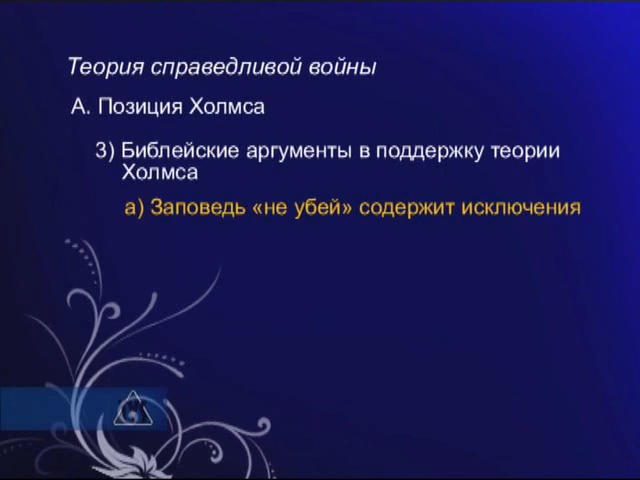 Теория справедливой войны
А. Позиция Холмса
3) Библейские аргументы в поддержку теории
Холмса
а) Заповедь «не убей» содержит исключения